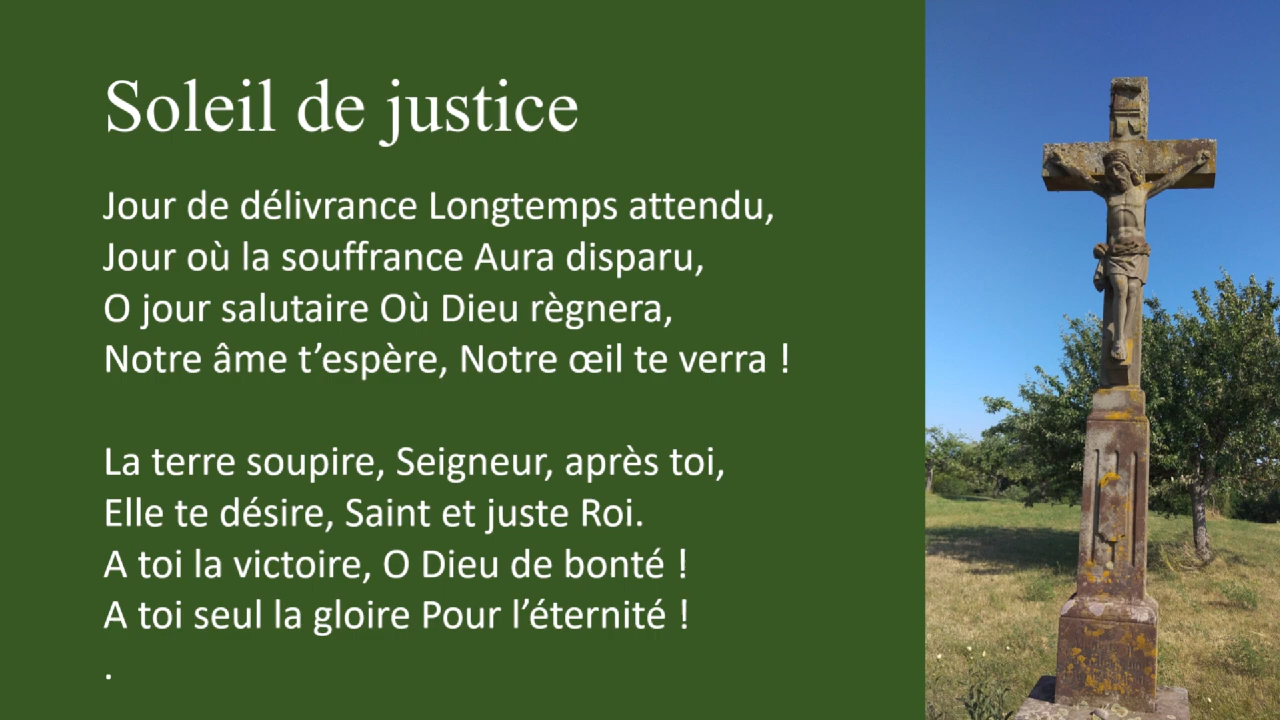 Soleil de justice
Jour de délivrance Longtemps attendu,
Jour où la souffrance Aura disparu,
O jour salutaire Où Dieu règnera,
Notre âme t’espère, Notre œil te verra !
La terre soupire, Seigneur, après toi,
Elle te désire, Saint et juste Roi.
A toi la victoire, O Dieu de bonté !
A toi seul la gloire Pour l’éternité !
.